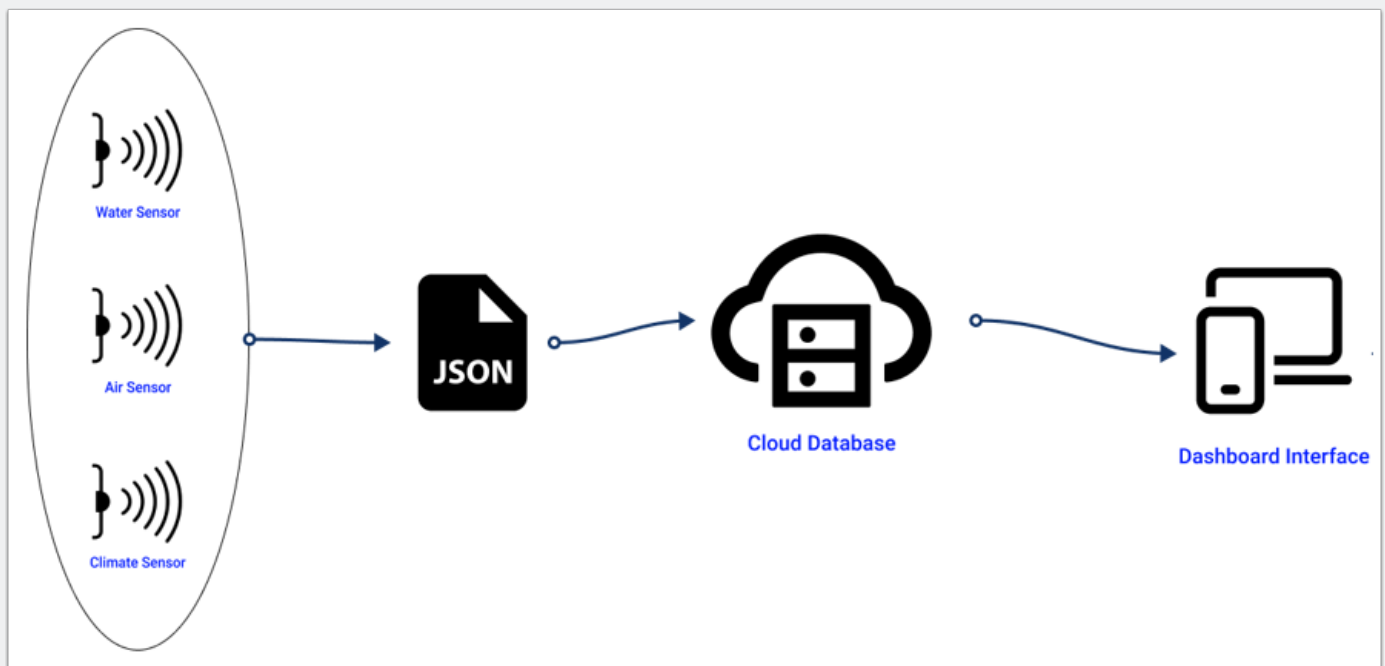 Water Sensor
Air Sensor
Climate Sensor
JSON
Cloud Database
Dashboard Interface